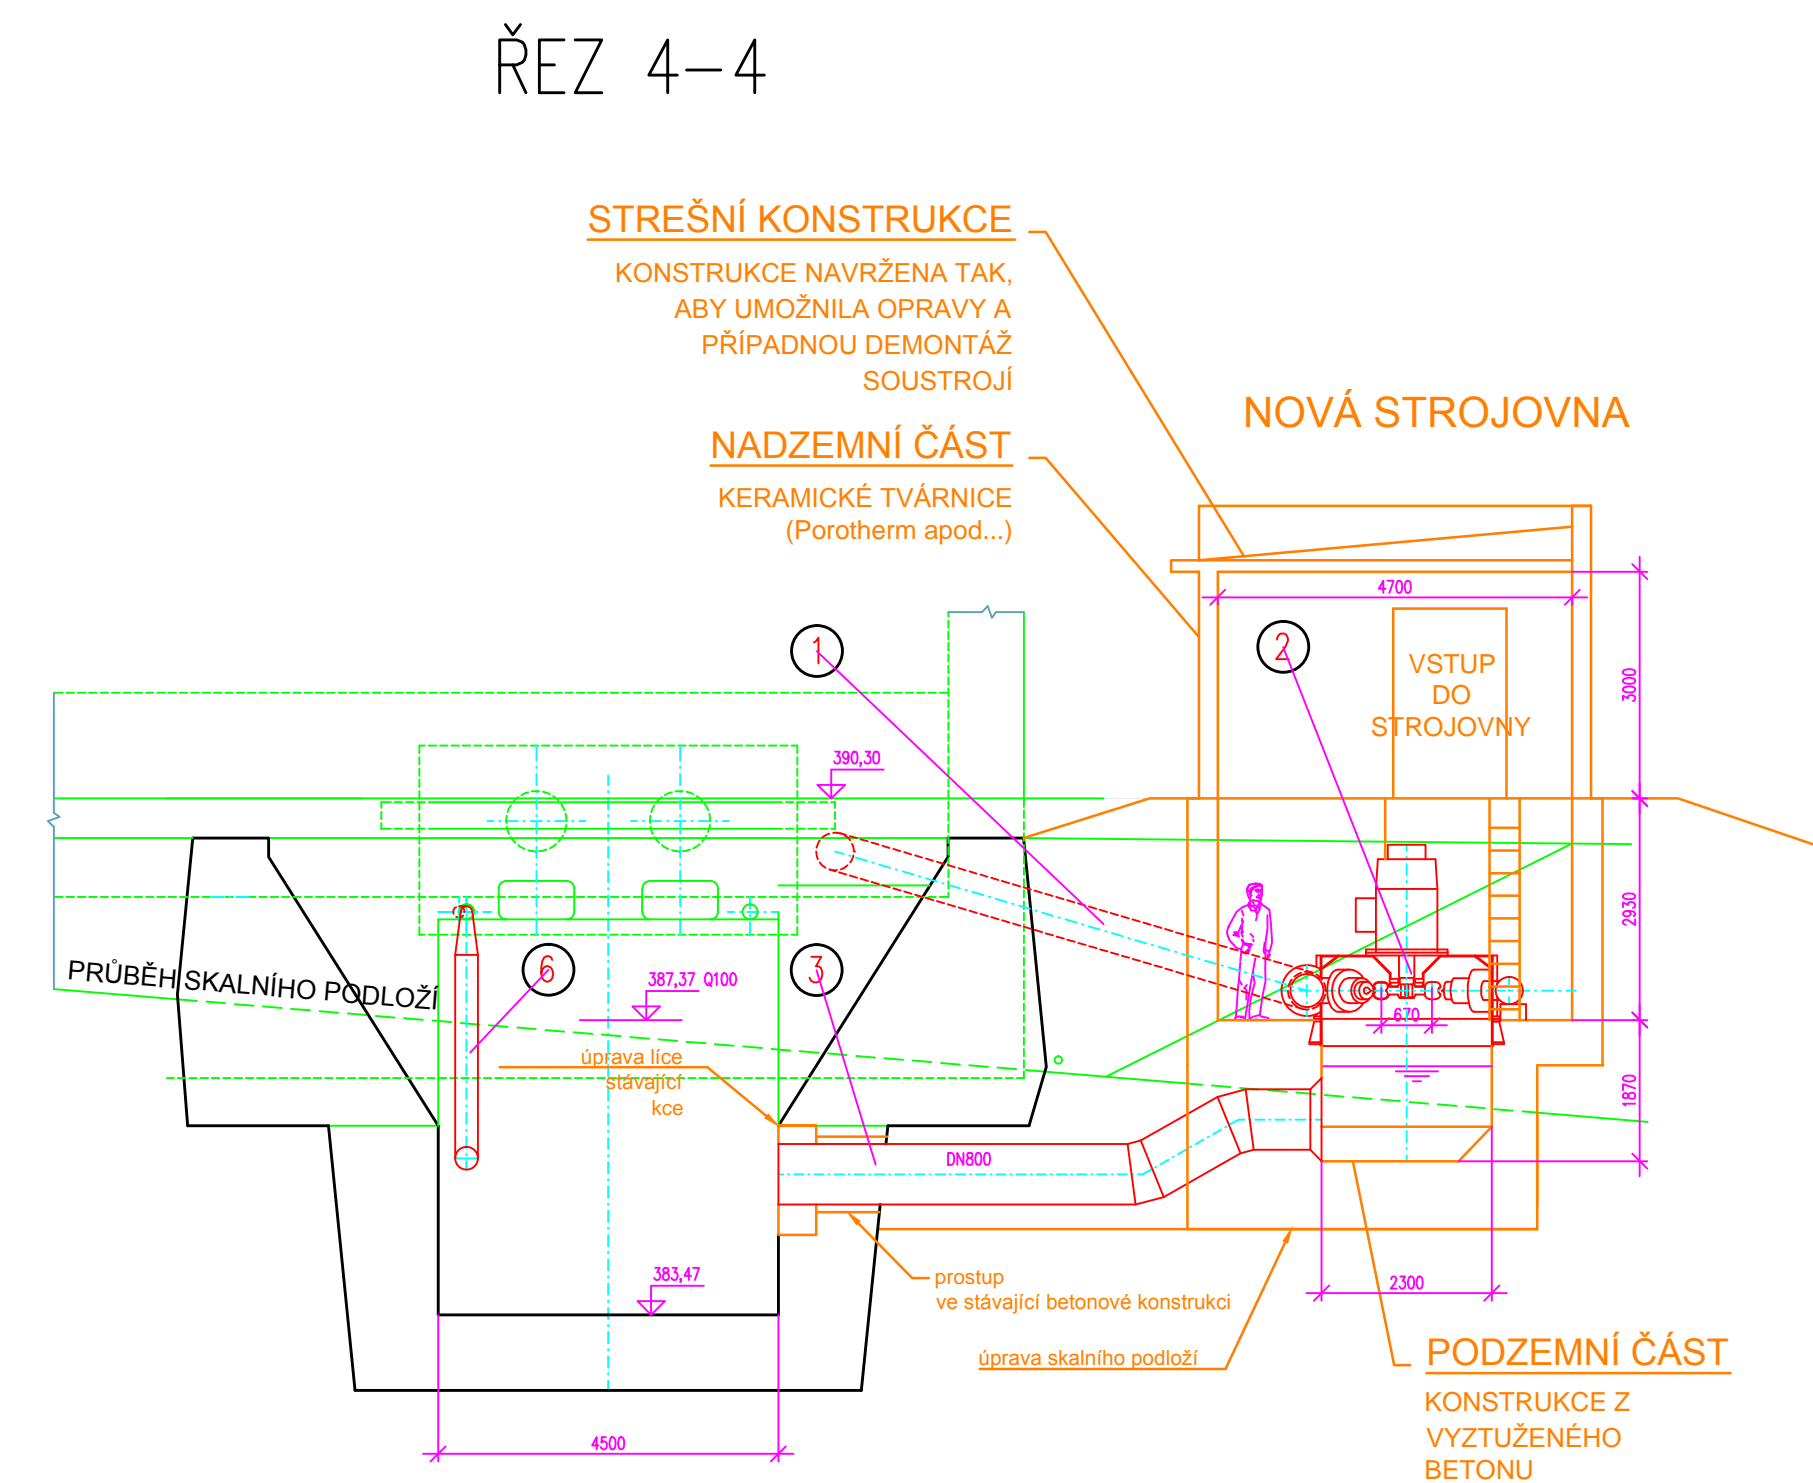 ŘEZ 4-4
STREŠNÍ KONSTRUKCE
KONSTRUKCE NAVRŽENA TAK,
ABY UMOŽNILA OPRAVY A
PŘÍPADNOU DEMONTÁŽ
SOUSTROJÍ
NADZEMNÍ ČÁST
KERAMICKÉ TVÁRNICE
(Porotherm apod...)
NOVÁ STROJOVNA
4700
1
2
VSTUP
DO
STROJOVNY
3000
390,30
2930
PRŮBĚH SKALNÍHO PODLOŽÍ
6
3
387,37 Q100
670
úprava líce
stávající
kce
1870
DN800
383,47
prostup
ve stávající betonové konstrukci
2300
úprava skalního podloží
PODZEMNÍ ČÁST
KONSTRUKCE Z
VYZTUŽENÉHO
BETONU
4500